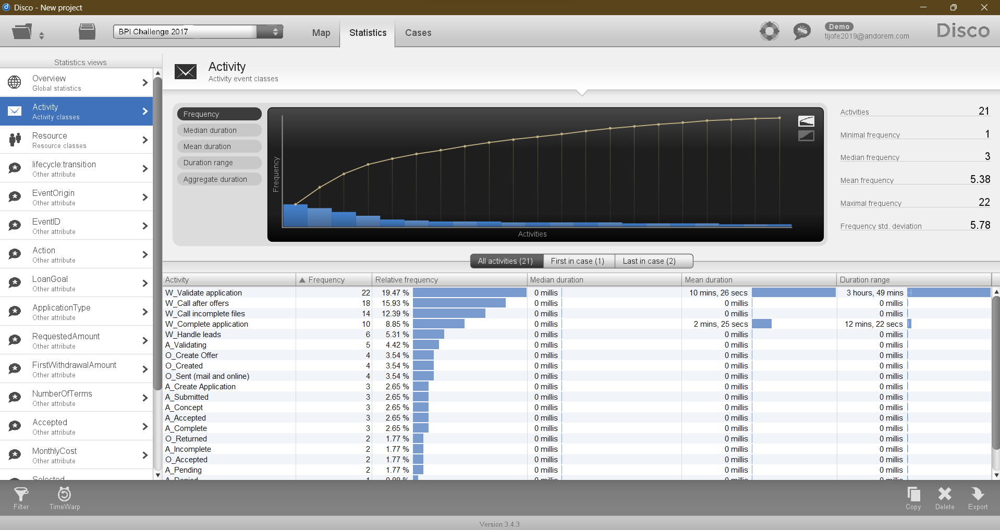 Disco - New project
BPI Challenge 2017
Map
Statistics
Cases
Demo
tijofe2019@andorem.com
Disco
Statistics views
Overview
Global statistics
Activity
Activity classes
Resource
Resource classes
lifecycle:transition
Other attribute
EventOrigin
Other attribute
EventID
Other attribute
Action
Other attribute
LoanGoal
Other attribute
ApplicationType
Other attribute
RequestedAmount
Other attribute
FirstWithdrawalAmount
Other attribute
NumberOfTerms
Other attribute
Accepted
Other attribute
MonthlyCost
Other attribute
Selected
Activity
Activity event classes
Frequency
Median duration
Mean duration
Duration range
Aggregate duration
Frequency
Activities
Activities 21
Minimal frequency 1
Median frequency 3
Mean frequency 5.38
Maximal frequency 22
Frequency std. deviation 5.78
All activities (21) First in case (1) Last in case (2)
Activity Frequency Relative frequency Median duration Mean duration Duration range
W_Validate application 22 19.47 % 0 millis 10 mins, 26 secs 3 hours, 49 mins
W_Call after offers 18 15.93 % 0 millis 0 millis 0 millis
W_Call incomplete files 14 12.39 % 0 millis 0 millis 0 millis
W_Complete application 10 8.85 % 0 millis 2 mins, 25 secs 12 mins, 22 secs
W_Handle leads 6 5.31 % 0 millis 0 millis 0 millis
A_Validating 5 4.42 % 0 millis 0 millis 0 millis
O_Create Offer 4 3.54 % 0 millis 0 millis 0 millis
O_Created 4 3.54 % 0 millis 0 millis 0 millis
O_Sent (mail and online) 4 3.54 % 0 millis 0 millis 0 millis
A_Create Application 3 2.65 % 0 millis 0 millis 0 millis
A_Submitted 3 2.65 % 0 millis 0 millis 0 millis
A_Concept 3 2.65 % 0 millis 0 millis 0 millis
A_Accepted 3 2.65 % 0 millis 0 millis 0 millis
A_Complete 3 2.65 % 0 millis 0 millis 0 millis
O_Returned 2 1.77 % 0 millis 0 millis 0 millis
A_Incomplete 2 1.77 % 0 millis 0 millis 0 millis
O_Accepted 2 1.77 % 0 millis 0 millis 0 millis
A_Pending 2 1.77 % 0 millis 0 millis 0 millis
A_Denied 1 0.88 % 0 millis 0 millis 0 millis
Filter
TimeWarp
Copy
Delete
Export
Version 3.4.3